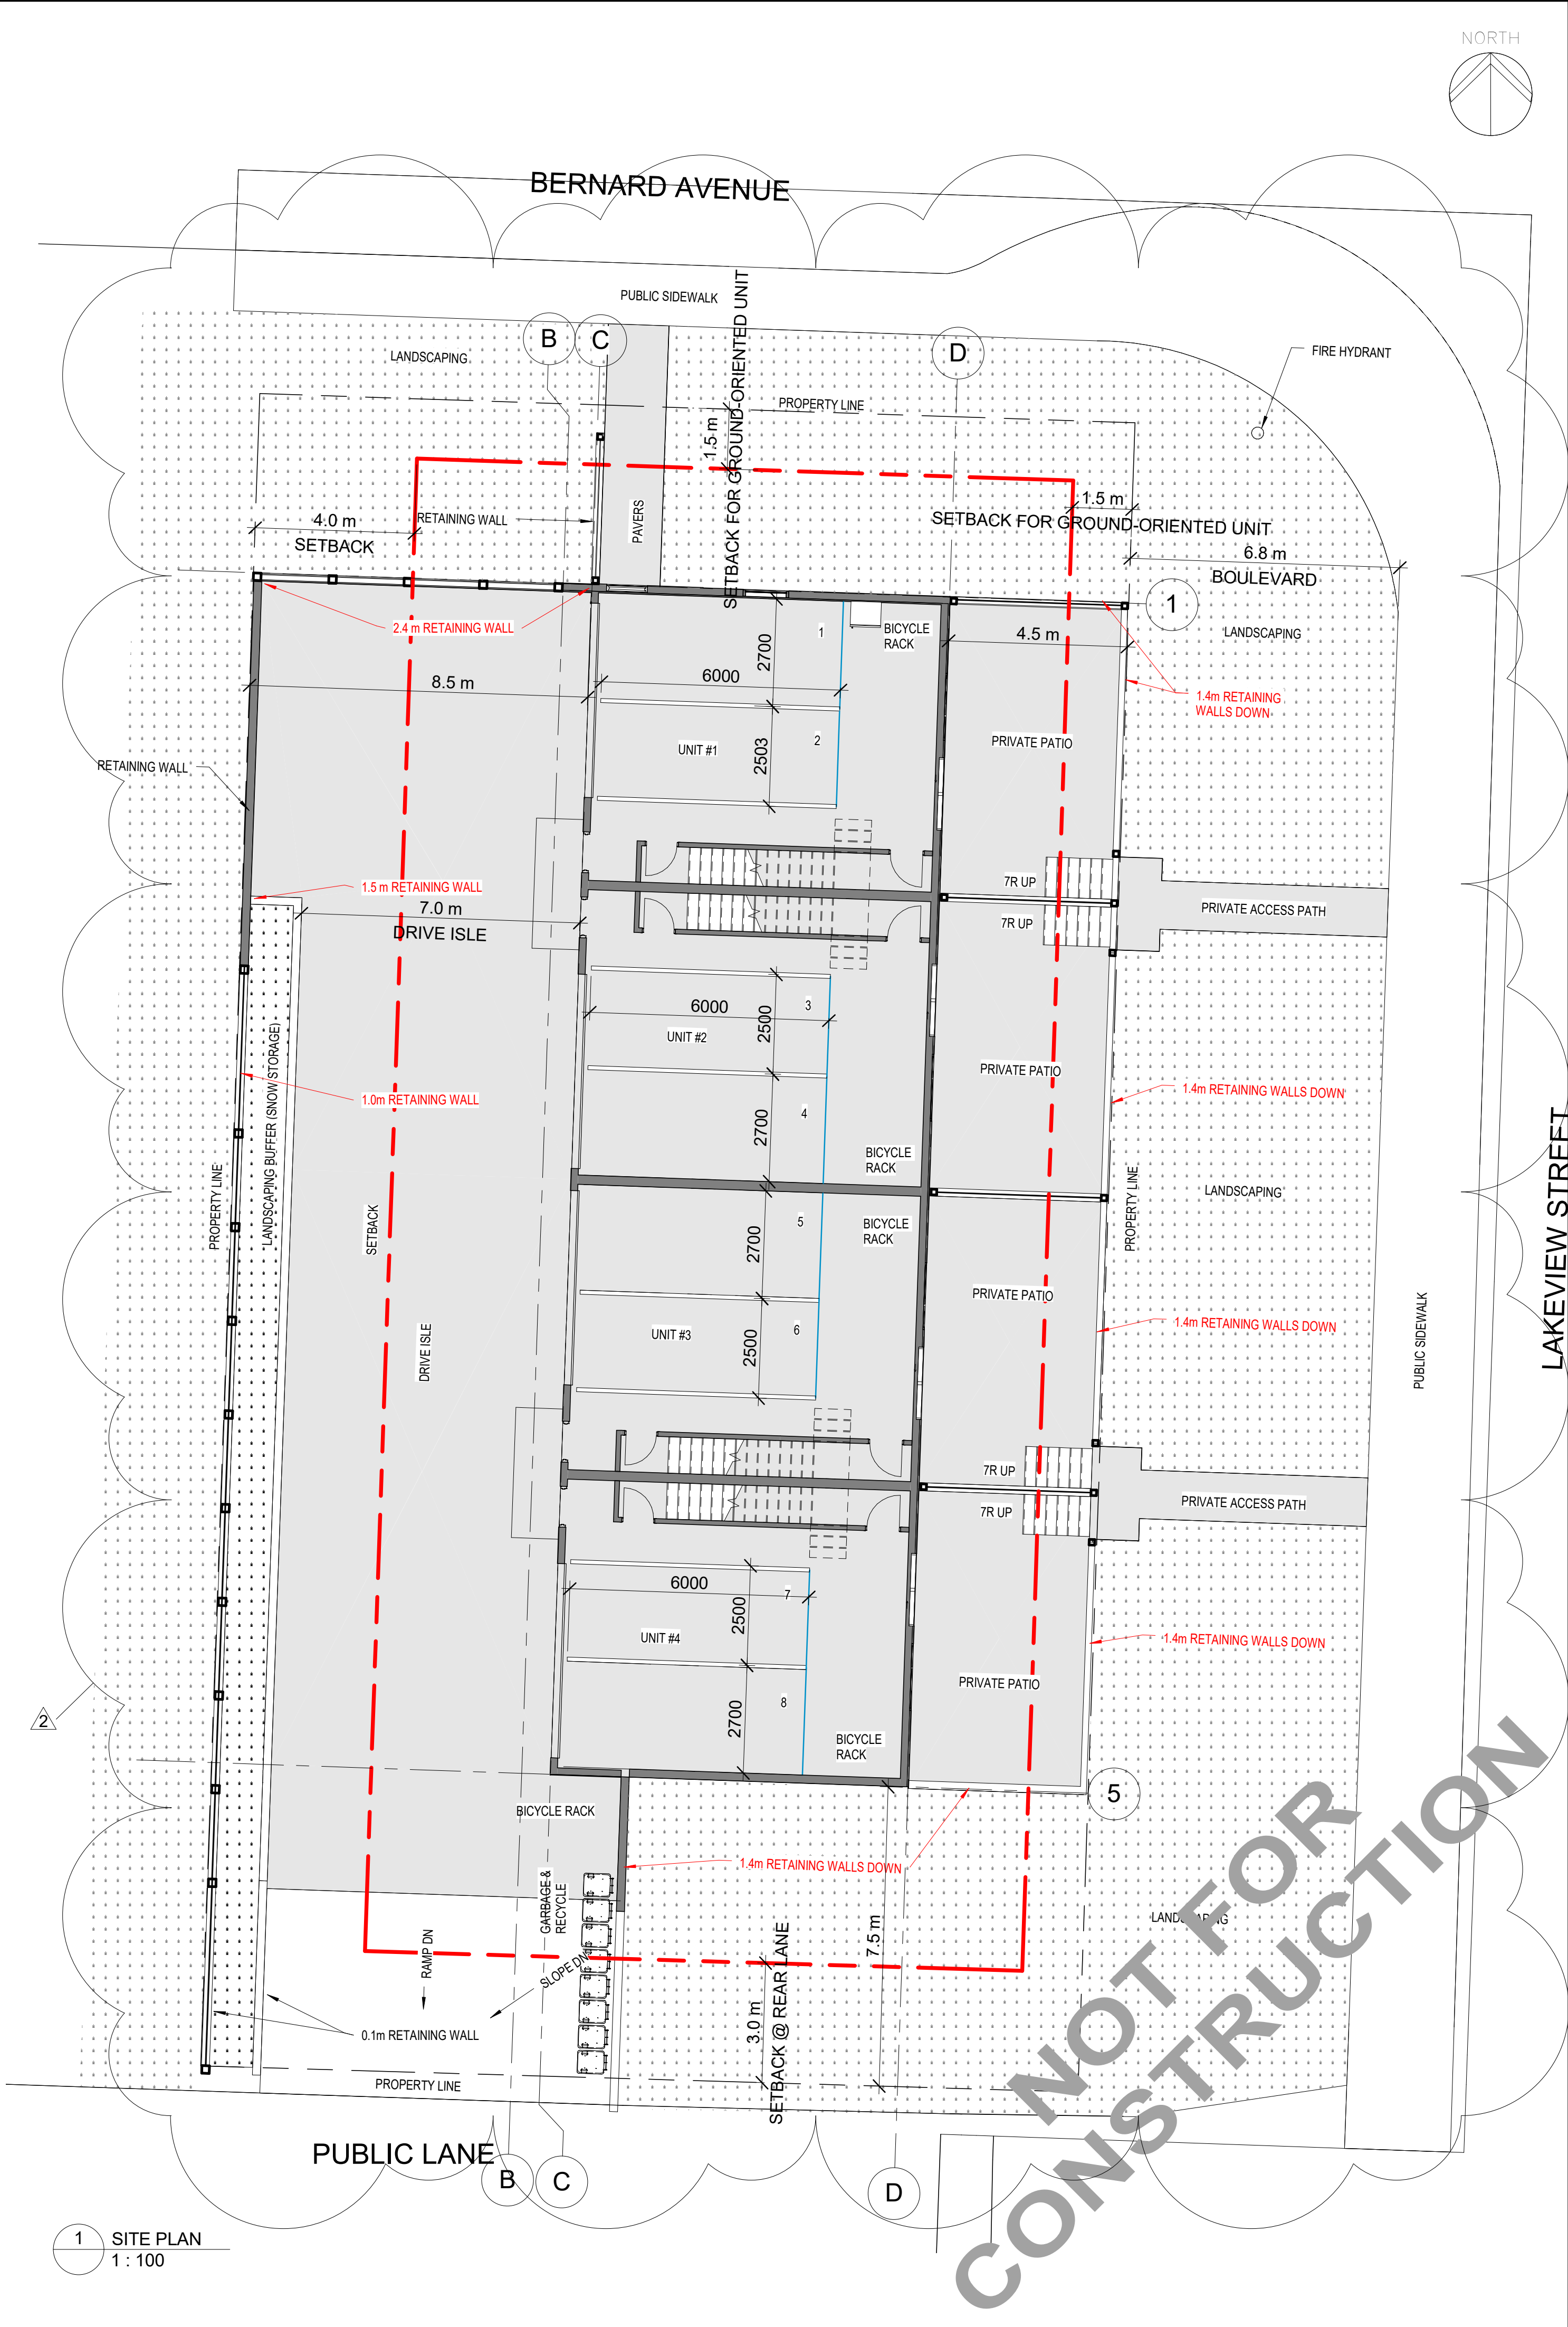 NORTH
BERNARD AVENUE
PUBLIC SIDEWALK
B
C
D
LANDSCAPING
FIRE HYDRANT
PROPERTY LINE
1.5 m
SETBACK FOR GROUND-ORIENTED UNIT
4.0 m
SETBACK
RETAINING WALL
PAVERS
1.5 m
SETBACK FOR GROUND-ORIENTED UNIT
6.8 m
BOULEVARD
1
2.4 m RETAINING WALL
1
BICYCLE
RACK
4.5 m
LANDSCAPING
2700
6000
8.5 m
1.4m RETAINING
WALLS DOWN
UNIT #1
2
2503
PRIVATE PATIO
RETAINING WALL
1.5 m RETAINING WALL
7.0 m
DRIVE ISLE
7R UP
7R UP
PRIVATE ACCESS PATH
6000
3
2500
UNIT #2
LANDSCAPING BUFFER (SNOW STORAGE)
1.0m RETAINING WALL
PRIVATE PATIO
1.4m RETAINING WALLS DOWN
4
2700
BICYCLE
RACK
PROPERTY LINE
SETBACK
5
BICYCLE
RACK
2700
PROPERTY LINE
LANDSCAPING
LAKEVIEW STREET
PRIVATE PATIO
1.4m RETAINING WALLS DOWN
UNIT #3
6
2500
DRIVE ISLE
PUBLIC SIDEWALK
7R UP
7R UP
PRIVATE ACCESS PATH
6000
7
2500
UNIT #4
1.4m RETAINING WALLS DOWN
PRIVATE PATIO
8
2700
2
BICYCLE
RACK
5
BICYCLE RACK
1.4m RETAINING WALLS DOWN
GARBAGE &
RECYCLE
LANDSCAPING
7.5 m
RAMP DN
SLOPE DN
0.1m RETAINING WALL
3.0 m
SETBACK @ REAR LANE
PROPERTY LINE
PUBLIC LANE
B
C
D
NOT FOR
CONSTRUCTION
1
SITE PLAN
1 : 100